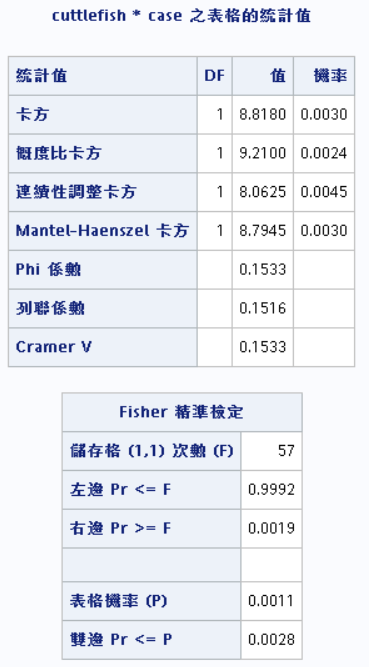 cuttlefish * case 之表格的統計值
統計值 DF 值 機率
卡方 1 8.8180 0.0030
概度比卡方 1 9.2100 0.0024
連續性調整卡方 1 8.0625 0.0045
Mantel-Haenszel 卡方 1 8.7945 0.0030
Phi 係數 0.1533
列聯係數 0.1516
Cramer V 0.1533
Fisher 精準檢定
儲存格 (1,1) 次數 (F) 57
左邊 Pr <= F 0.9992
右邊 Pr >= F 0.0019
表格機率 (P) 0.0011
雙邊 Pr <= P 0.0028